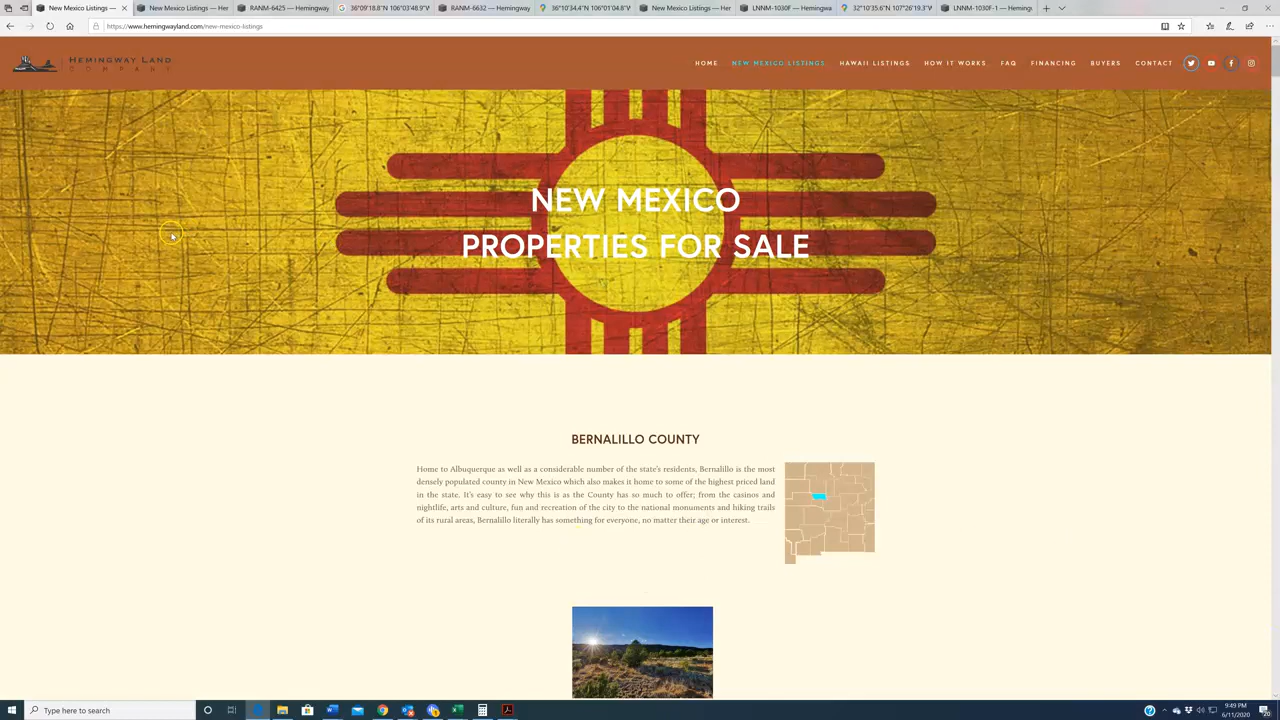 New Mexico Listings —
New Mexico Listings — Her
RANM-6425 — Hemingway
36°09'18.8"N 106°03'48.9"V
RANM-6632 — Hemingway
36°10'34.4"N 106°01'04.8"V
New Mexico Listings — Her
LNNM-1030F — Hemingwa
32°10'35.6"N 107°26'19.3"V
LNNM-1030F-1 — Heming
https://www.hemingwayland.com/new-mexico-listings
HEMINGWAY LAND
COMPANY
HOME
NEW MEXICO LISTINGS
HAWAII LISTINGS
HOW IT WORKS
FAQ
FINANCING
BUYERS
CONTACT
NEW MEXICO
PROPERTIES FOR SALE
BERNALILLO COUNTY
Home to Albuquerque as well as a considerable number of the state's residents, Bernalillo is the most
densely populated county in New Mexico which also makes it home to some of the highest priced land
in the state. It's easy to see why this is as the County has so much to offer; from the casinos and
nightlife, arts and culture, fun and recreation of the city to the national monuments and hiking trails
of its rural areas, Bernalillo literally has something for everyone, no matter their age or interest.
Type here to search
9:49 PM
6/11/2020
20